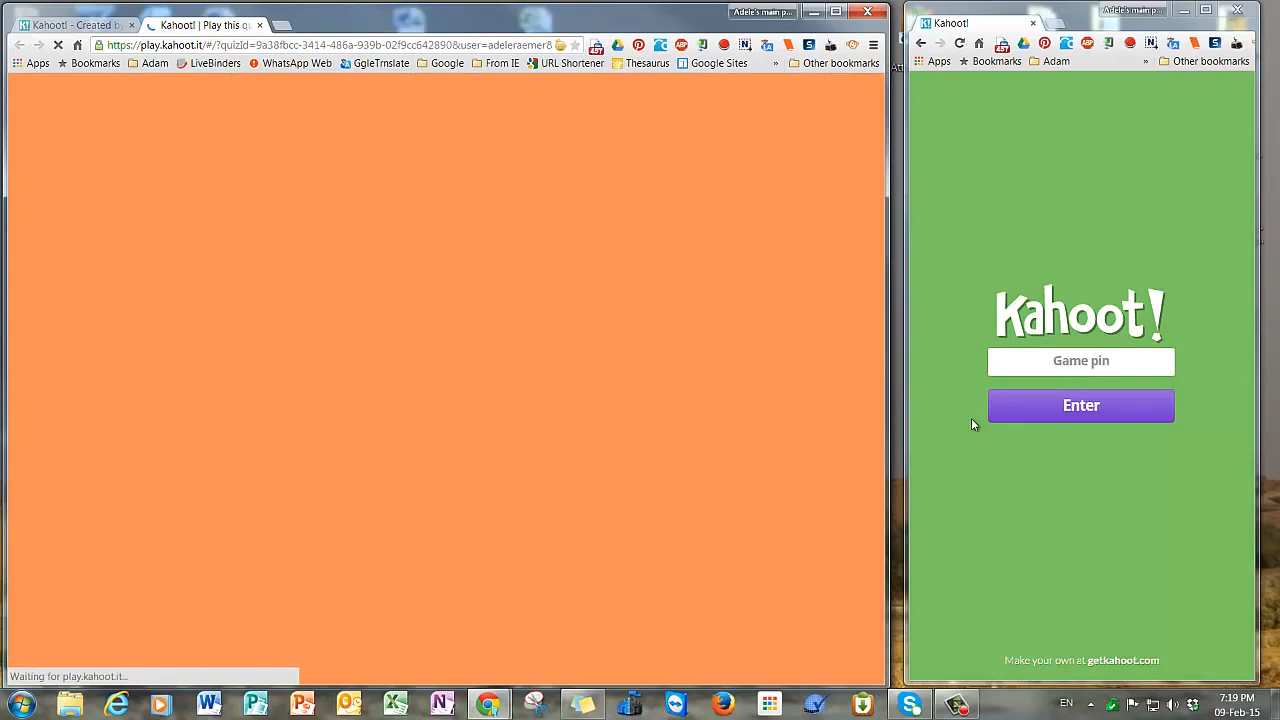 Kahoot! - Created by
Kahoot! | Play this qu
Adele's main p...
https://play.kahoot.it/#/?quizId=9a38fbcc-3414-486a-939b-02f9cc642890&user=adeleraemer8
Apps
Bookmarks
Adam
LiveBinders
WhatsApp Web
GgleTrnslate
Google
From IE
URL Shortener
Thesaurus
Google Sites
»
Other bookmarks
Waiting for play.kahoot.it...
Kahoot!
Adele's main p...
Apps
Bookmarks
Adam
»
Other bookmarks
Kahoot!
Game pin
Enter
Make your own at getkahoot.com
EN
7:19 PM
09-Feb-15